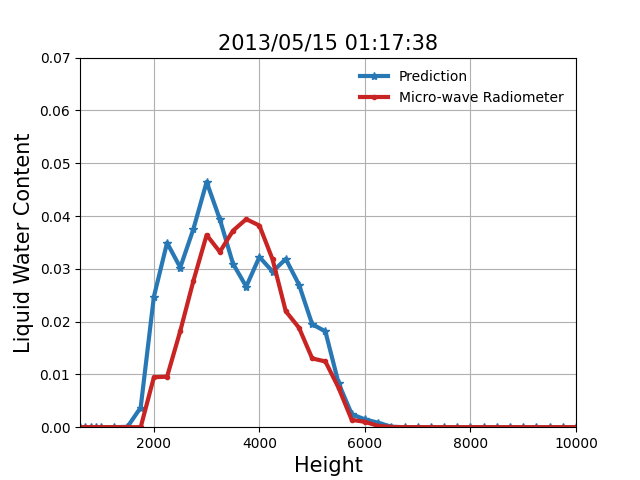 2013/05/15 01:17:38
0.07
0.06
0.05
0.04
0.03
0.02
0.01
0.00
Liquid Water Content
Prediction
Micro-wave Radiometer
2000 4000 6000 8000 10000
Height